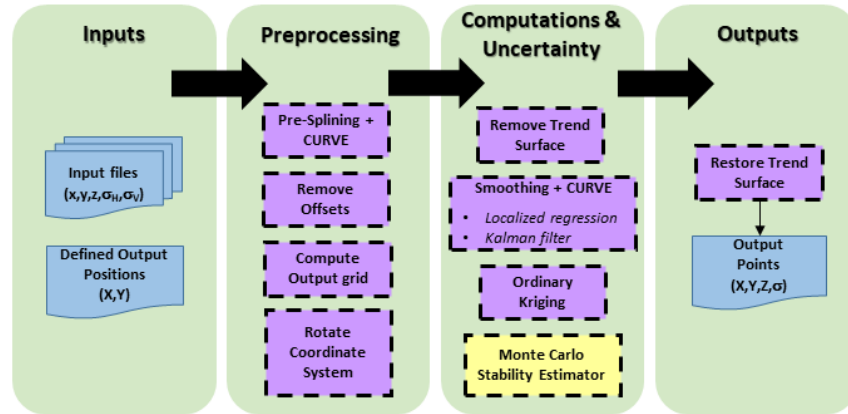 Inputs
Input files
(x,y,z,σH,σV)
Defined Output
Positions
(X,Y)
Preprocessing
Pre-Splining +
CURVE
Remove
Offsets
Compute
Output grid
Rotate
Coordinate
System
Computations &
Uncertainty
Remove Trend
Surface
Smoothing + CURVE
• Localized regression
• Kalman filter
Ordinary
Kriging
Monte Carlo
Stability Estimator
Outputs
Restore Trend
Surface
Output
Points
(X,Y,Z,σ)